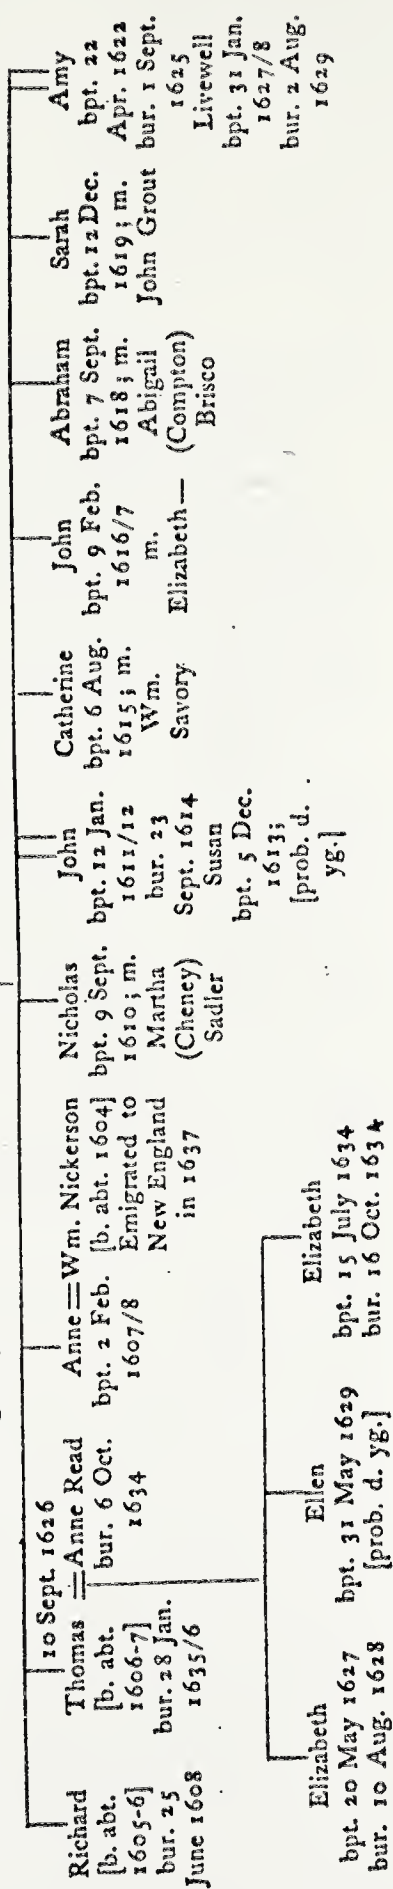 Richard
[b. abt.
1605-6]
bur. 25
June 1608
10 Sept. 1626
Thomas == Anne Read
[b. abt.
1606-7]
bur. 28 Jan.
1635/6
bur. 6 Oct.
1634
Anne == Wm. Nickerson
bpt. 2 Feb.
1607/8
[b. abt. 1604]
Emigrated to
New England
in 1637
Nicholas
bpt. 9 Sept.
1610; m.
Martha
(Cheney)
Sadler
John
bpt. 12 Jan.
1611/12
bur. 23
Sept. 1614
Susan
bpt. 5 Dec.
1613;
[prob. d.
yg.]
Catherine
bpt. 6 Aug.
1615; m.
Wm.
Savory
John
bpt. 9 Feb.
1616/7
m.
Elizabeth—
Abraham
bpt. 7 Sept.
1618; m.
Abigail
(Compton)
Brisco
Sarah
bpt. 12 Dec.
1619; m.
John Grout
Amy
bpt. 22
Apr. 1622
bur. 1 Sept.
1625
Livewell
bpt. 31 Jan.
1627/8
bur. 2 Aug.
1629
Elizabeth
bpt. 20 May 1627
bur. 10 Aug. 1628
Ellen
bpt. 31 May 1629
[prob. d. yg.]
Elizabeth
bpt. 15 July 1634
bur. 16 Oct. 1634